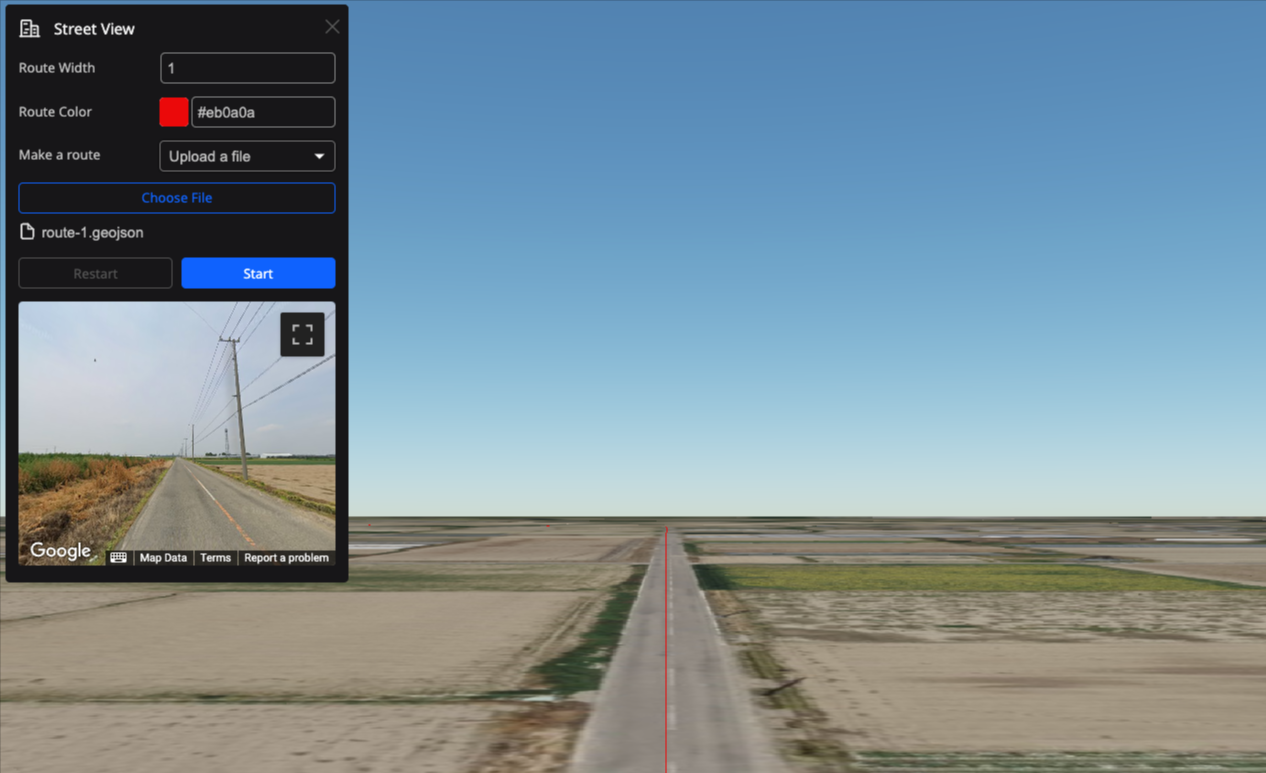 Street View
Route Width
1
Route Color
#eb0a0a
Make a route
Upload a file
Choose File
route-1.geojson
Restart
Start
Google
Map Data
Terms
Report a problem